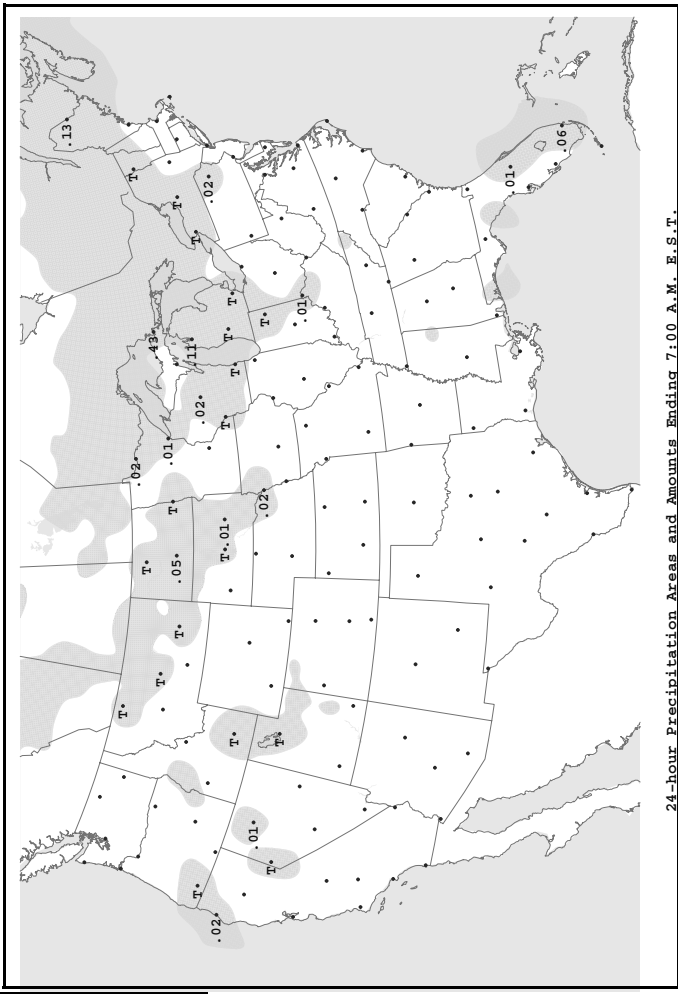 .13
T
T
.02
T
.43
T
.01
T
.05
T
T
.11
T
T
.02
.02
.02
T .01
T
T
T
T
T
.01
.02
T
T
T
.01
.01
.06
24-hour Precipitation Areas and Amounts Ending 7:00 A.M. E.S.T.